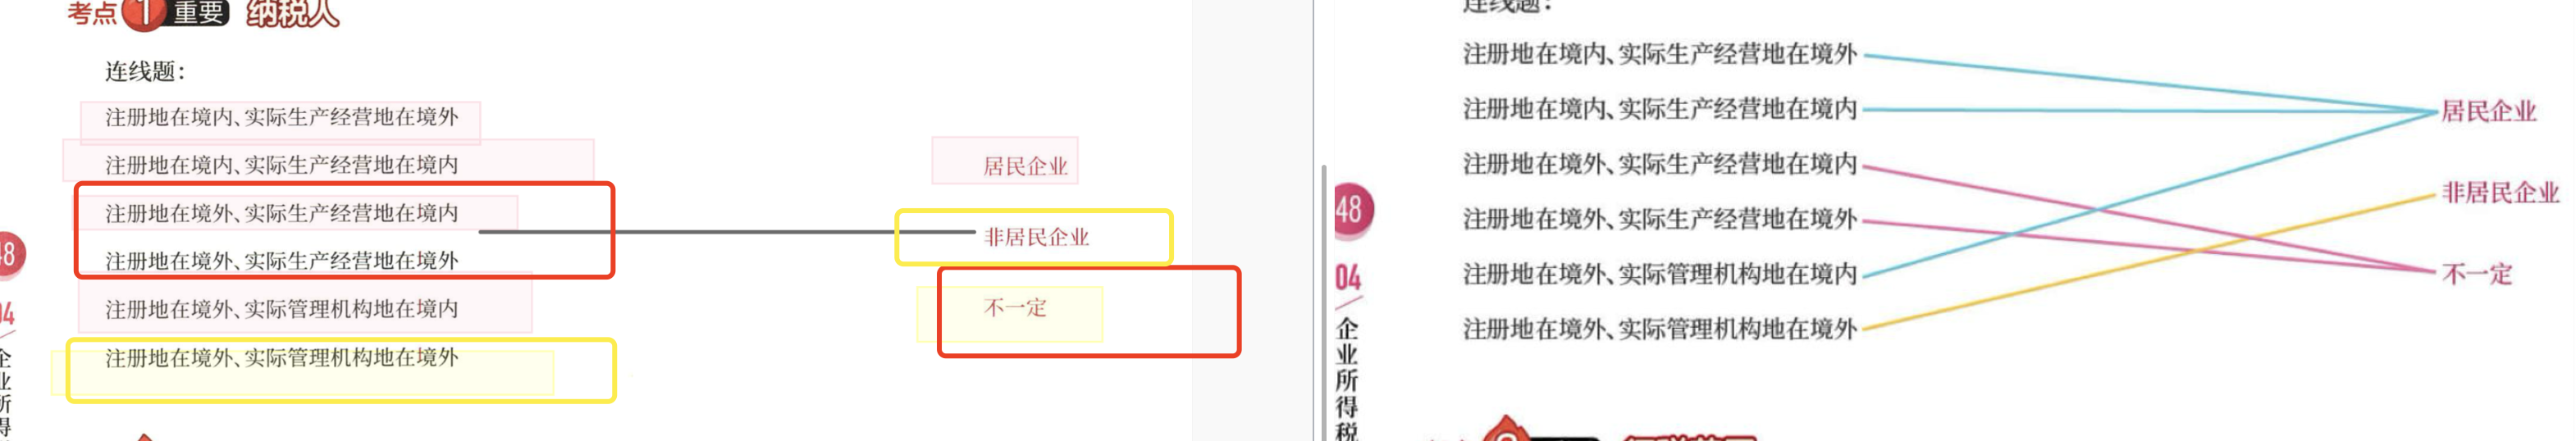 考点 1 重要 纳税人
连线题：
注册地在境内、实际生产经营地在境外
注册地在境内、实际生产经营地在境内
注册地在境外、实际生产经营地在境内
注册地在境外、实际生产经营地在境外
注册地在境外、实际管理机构地在境内
注册地在境外、实际管理机构地在境外
居民企业
非居民企业
不一定
连线题：
注册地在境内、实际生产经营地在境外
注册地在境内、实际生产经营地在境内
注册地在境外、实际生产经营地在境内
注册地在境外、实际生产经营地在境外
注册地在境外、实际管理机构地在境内
注册地在境外、实际管理机构地在境外
居民企业
非居民企业
不一定
48
04
企业所得税